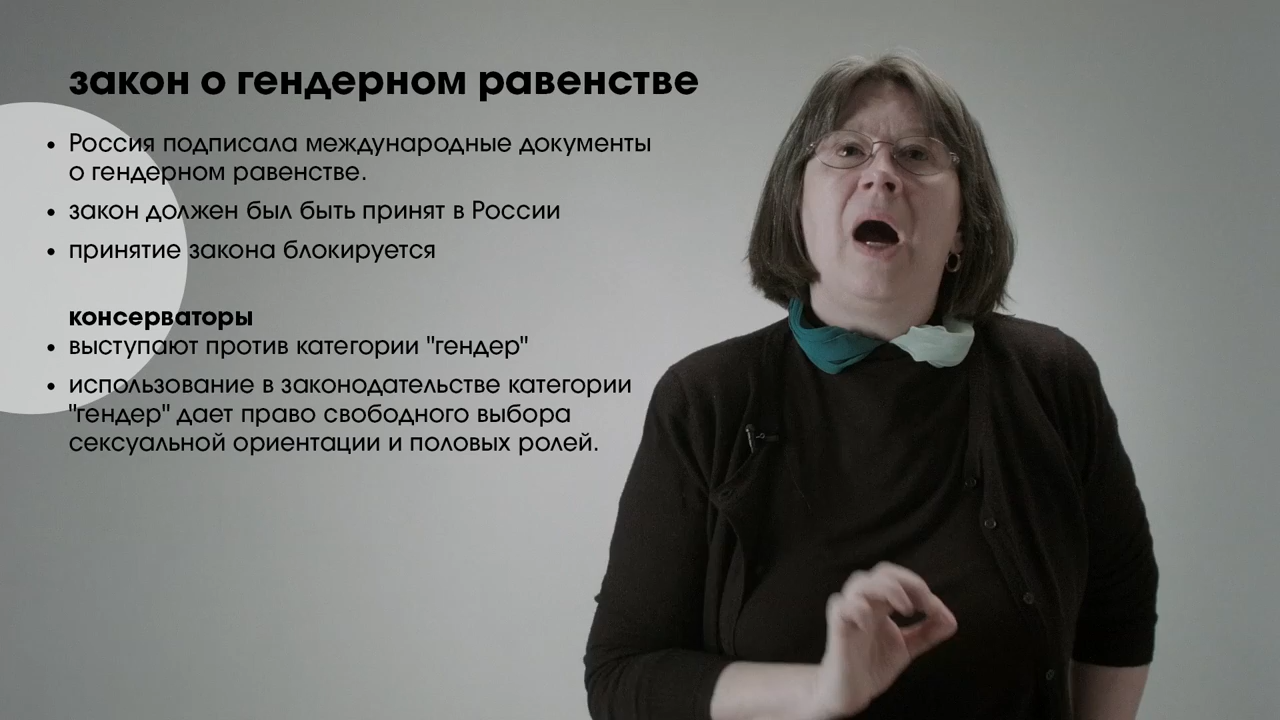 закон о гендерном равенстве
• Россия подписала международные документы
о гендерном равенстве.
• закон должен был быть принят в России
• принятие закона блокируется
консерваторы
• выступают против категории "гендер"
• использование в законодательстве категории
"гендер" дает право свободного выбора
сексуальной ориентации и половых ролей.